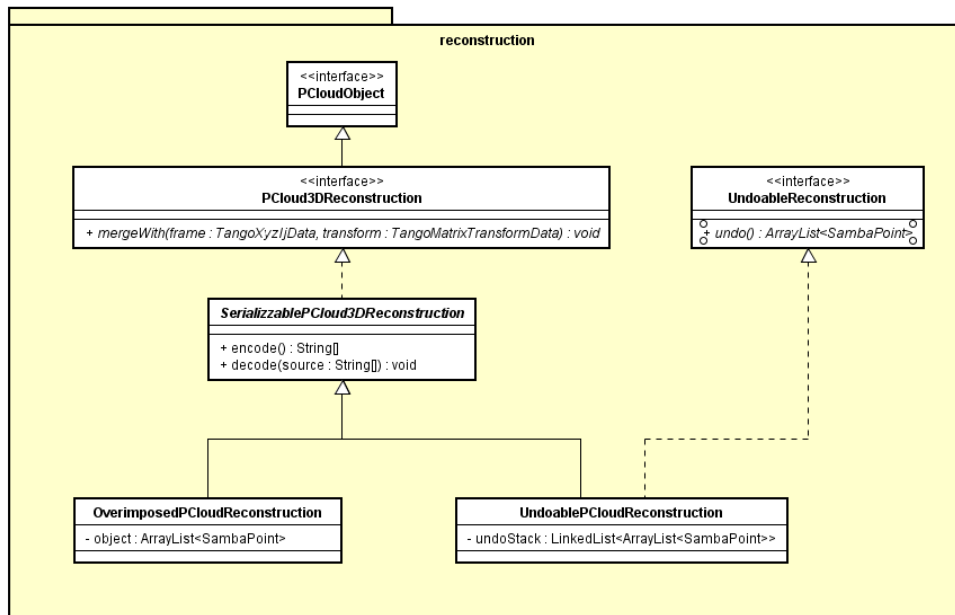 reconstruction
<<interface>>
PCloudObject
<<interface>>
PCloud3DReconstruction
+ mergeWith(frame : TangoXyzIjData, transform : TangoMatrixTransformData) : void
<<interface>>
UndoableReconstruction
+ undo() : ArrayList<SambaPoint>
SerializzablePCloud3DReconstruction
+ encode() : String[]
+ decode(source : String[]) : void
OverimposedPCloudReconstruction
- object : ArrayList<SambaPoint>
UndoablePCloudReconstruction
- undoStack : LinkedList<ArrayList<SambaPoint>>